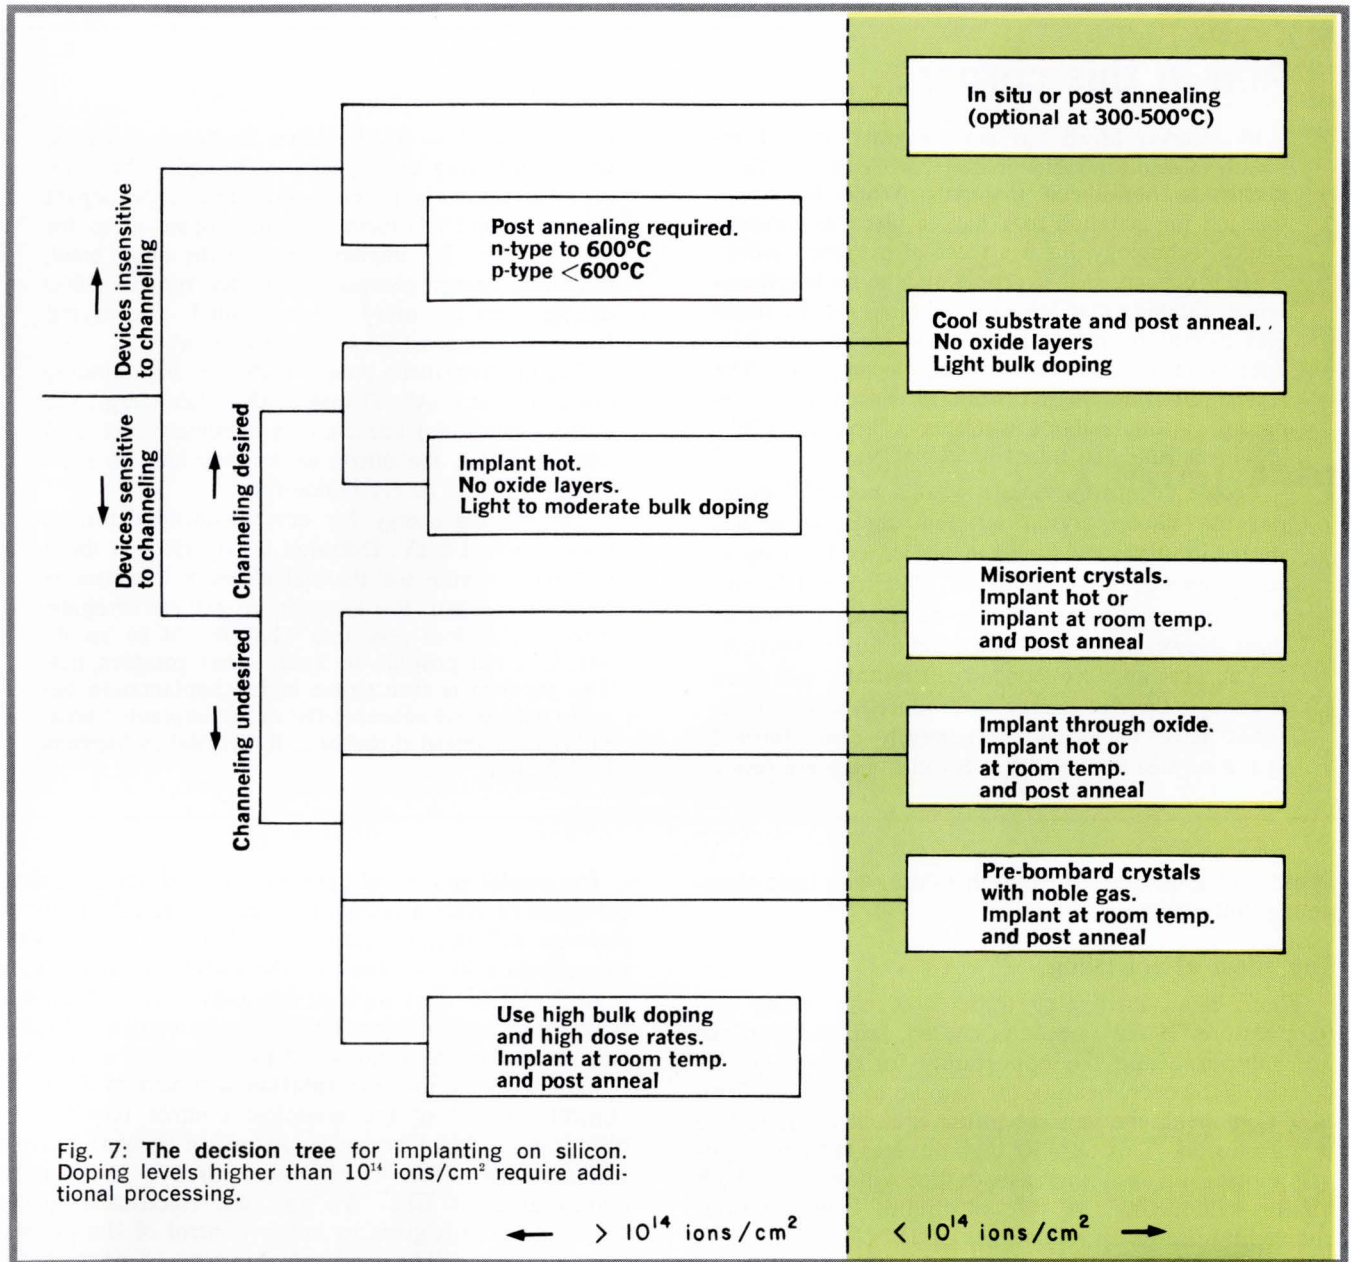 In situ or post annealing
(optional at 300-500°C)
Post annealing required.
n-type to 600°C
p-type <600°C
Devices insensitive
to channeling
Cool substrate and post anneal.
No oxide layers
Light bulk doping
Devices sensitive
to channeling
Channeling desired
Implant hot.
No oxide layers.
Light to moderate bulk doping
Misorient crystals.
Implant hot or
implant at room temp.
and post anneal
Channeling undesired
Implant through oxide.
Implant hot or
at room temp.
and post anneal
Pre-bombard crystals
with noble gas.
Implant at room temp.
and post anneal
Use high bulk doping
and high dose rates.
Implant at room temp.
and post anneal
Fig. 7: The decision tree for implanting on silicon.
Doping levels higher than 10¹⁴ ions/cm² require addi-
tional processing.
← > 10¹⁴ ions/cm²
< 10¹⁴ ions/cm² →